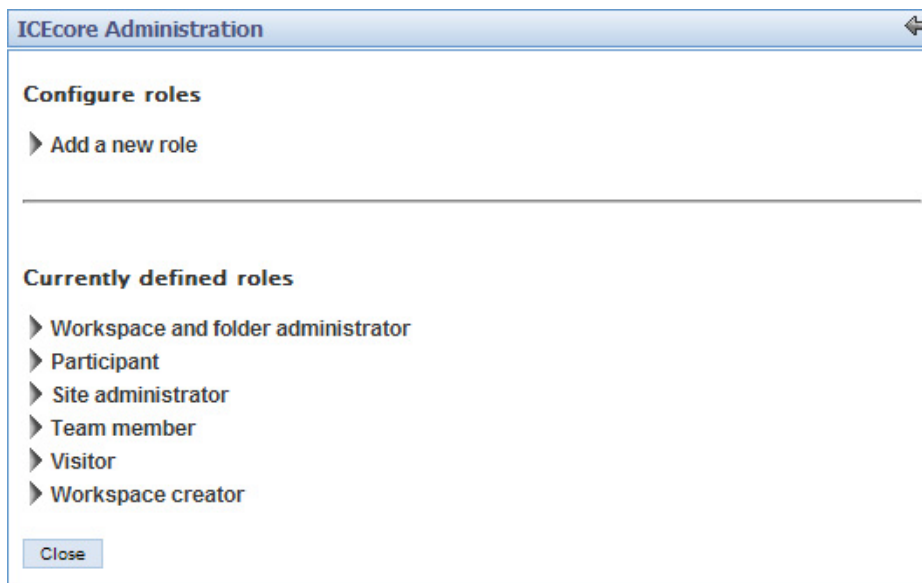 ICEcore Administration
Configure roles
Add a new role
Currently defined roles
Workspace and folder administrator
Participant
Site administrator
Team member
Visitor
Workspace creator
Close